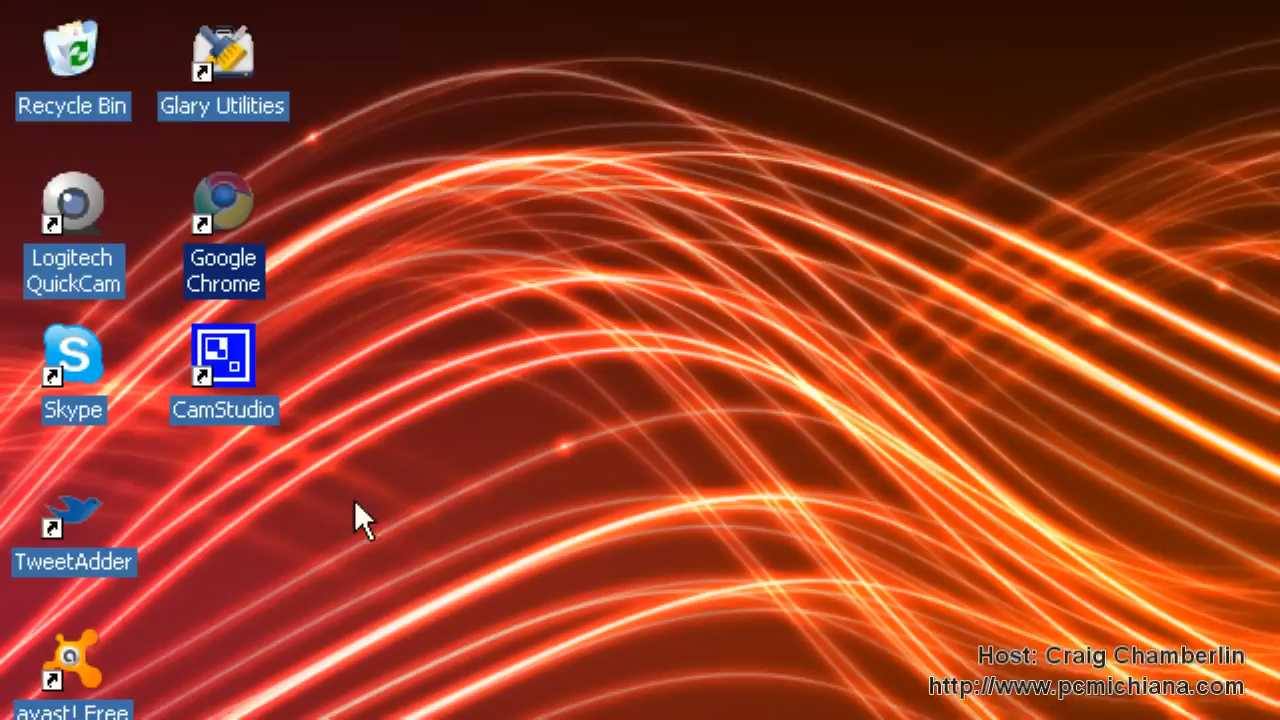 Recycle Bin
Glary Utilities
Logitech
QuickCam
Google
Chrome
Skype
CamStudio
TweetAdder
avast! Free
Host: Craig Chamberlin
http://www.pcmichiana.com